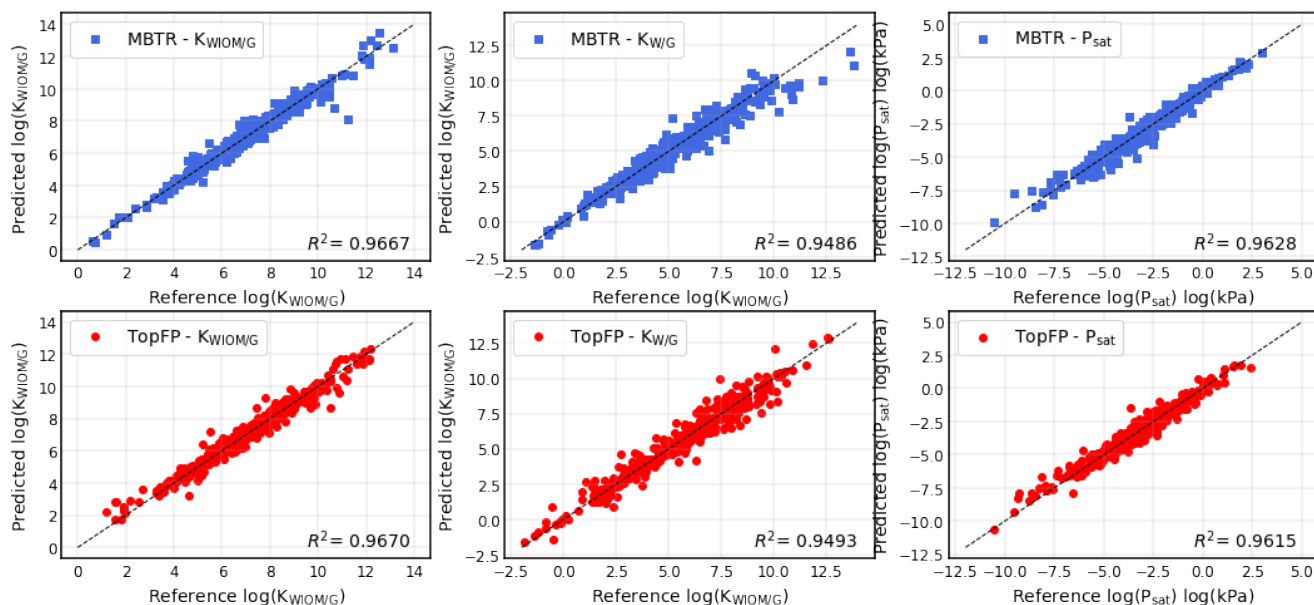 Predicted log(K_WIOM/G)
14
12
10
8
6
4
2
0
MBTR - K_WIOM/G
R² = 0.9667
0 2 4 6 8 10 12 14
Reference log(K_WIOM/G)
Predicted log(K_WIOM/G)
12.5
10.0
7.5
5.0
2.5
0.0
−2.5
MBTR - K_W/G
R² = 0.9486
−2.5 0.0 2.5 5.0 7.5 10.0 12.5
Reference log(K_WIOM/G)
Predicted log(P_sat) log(kPa)
5.0
2.5
0.0
−2.5
−5.0
−7.5
−10.0
−12.5
MBTR - P_sat
R² = 0.9628
−12.5 −10.0 −7.5 −5.0 −2.5 0.0 2.5 5.0
Reference log(P_sat) log(kPa)
Predicted log(K_WIOM/G)
14
12
10
8
6
4
2
0
TopFP - K_WIOM/G
R² = 0.9670
0 2 4 6 8 10 12 14
Reference log(K_WIOM/G)
Predicted log(K_WIOM/G)
12.5
10.0
7.5
5.0
2.5
0.0
−2.5
TopFP - K_W/G
R² = 0.9493
−2.5 0.0 2.5 5.0 7.5 10.0 12.5
Reference log(K_WIOM/G)
Predicted log(P_sat) log(kPa)
5.0
2.5
0.0
−2.5
−5.0
−7.5
−10.0
−12.5
TopFP - P_sat
R² = 0.9615
−12.5 −10.0 −7.5 −5.0 −2.5 0.0 2.5 5.0
Reference log(P_sat) log(kPa)